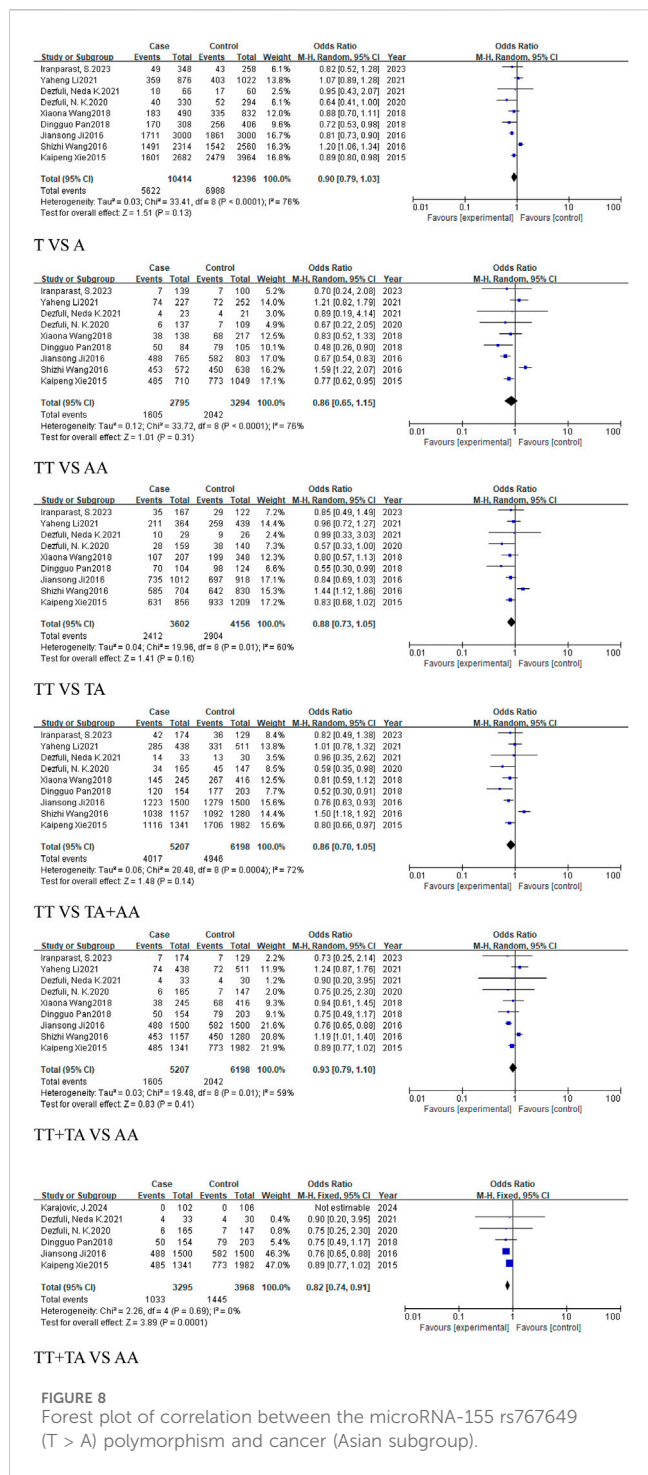 Case Control Odds Ratio Odds Ratio
Study or Subgroup Events Total Events Total Weight M-H, Random, 95% CI Year M-H, Random, 95% CI
Iranparast, S.2023 49 348 43 258 6.1% 0.82 [0.52, 1.28] 2023
Yaheng Li2021 359 876 403 1022 13.1% 1.07 [0.89, 1.28] 2021
Dezfuli, Neda K.2021 18 66 17 60 2.6% 0.95 [0.43, 2.07] 2021
Dezfuli, N. K.2020 40 330 52 294 6.4% 0.64 [0.41, 1.00] 2020
Xiaona Wang2018 183 490 335 832 11.3% 0.88 [0.70, 1.11] 2018
Dingguo Pan2018 170 308 256 406 9.6% 0.72 [0.53, 0.98] 2018
Jiansong Ji2016 1711 3000 1861 3000 17.3% 0.81 [0.73, 0.90] 2016
Shizhi Wang2016 1491 2314 1542 2560 16.7% 1.20 [1.06, 1.34] 2016
Kaipeng Xie2015 1601 2682 2479 3964 17.0% 0.89 [0.80, 0.98] 2015
Total (95% CI) 10414 12396 100.0% 0.90 [0.79, 1.03]
Total events 5622 6988
Heterogeneity: Tau² = 0.03; Chi² = 33.41, df = 8 (P < 0.0001); I² = 76%
Test for overall effect: Z = 1.51 (P = 0.13)
0.01 0.1 1 10 100
Favours [experimental] Favours [control]
T VS A
Case Control Odds Ratio Odds Ratio
Study or Subgroup Events Total Events Total Weight M-H, Random, 95% CI Year M-H, Random, 95% CI
Iranparast, S.2023 7 139 7 100 5.2% 0.70 [0.24, 2.08] 2023
Yaheng Li2021 74 227 72 252 14.0% 1.21 [0.82, 1.79] 2021
Dezfuli, Neda K.2021 4 23 4 21 2.9% 0.89 [0.19, 4.14] 2021
Dezfuli, N. K.2020 6 137 7 109 5.0% 0.67 [0.22, 2.05] 2020
Xiaona Wang2018 38 138 68 217 12.2% 0.83 [0.52, 1.33] 2018
Dingguo Pan2018 50 84 79 105 9.3% 0.48 [0.26, 0.90] 2018
Jiansong Ji2016 488 765 582 803 17.9% 0.67 [0.54, 0.83] 2016
Shizhi Wang2016 453 572 450 638 16.2% 1.59 [1.22, 2.07] 2016
Kaipeng Xie2015 485 710 773 1049 17.2% 0.77 [0.62, 0.95] 2015
Total (95% CI) 2795 3294 100.0% 0.86 [0.65, 1.15]
Total events 1605 2042
Heterogeneity: Tau² = 0.12; Chi² = 33.72, df = 8 (P < 0.0001); I² = 76%
Test for overall effect: Z = 1.01 (P = 0.31)
0.01 0.1 1 10 100
Favours [experimental] Favours [control]
TT VS AA
Case Control Odds Ratio Odds Ratio
Study or Subgroup Events Total Events Total Weight M-H, Random, 95% CI Year M-H, Random, 95% CI
Iranparast, S.2023 35 167 29 122 7.2% 0.85 [0.49, 1.49] 2023
Yaheng Li2021 211 364 259 439 14.4% 0.96 [0.72, 1.27] 2021
Dezfuli, Neda K.2021 10 29 9 26 2.6% 0.99 [0.33, 3.03] 2021
Dezfuli, N. K.2020 28 159 38 140 7.4% 0.57 [0.33, 1.00] 2020
Xiaona Wang2018 107 207 199 348 11.8% 0.80 [0.57, 1.13] 2018
Dingguo Pan2018 70 104 98 124 6.7% 0.55 [0.30, 0.99] 2018
Jiansong Ji2016 735 1012 697 918 17.5% 0.84 [0.69, 1.03] 2016
Shizhi Wang2016 585 704 642 830 15.2% 1.44 [1.12, 1.86] 2016
Kaipeng Xie2015 631 856 933 1209 17.2% 0.83 [0.68, 1.02] 2015
Total (95% CI) 3602 4156 100.0% 0.88 [0.73, 1.05]
Total events 2412 2904
Heterogeneity: Tau² = 0.04; Chi² = 19.96, df = 8 (P = 0.01); I² = 60%
Test for overall effect: Z = 1.41 (P = 0.16)
0.01 0.1 1 10 100
Favours [experimental] Favours [control]
TT VS TA
Case Control Odds Ratio Odds Ratio
Study or Subgroup Events Total Events Total Weight M-H, Random, 95% CI Year M-H, Random, 95% CI
Iranparast, S.2023 42 174 36 129 8.4% 0.82 [0.49, 1.38] 2023
Yaheng Li2021 285 438 331 511 13.8% 1.01 [0.78, 1.32] 2021
Dezfuli, Neda K.2021 14 33 13 30 3.0% 0.96 [0.35, 2.62] 2021
Dezfuli, N. K.2020 34 165 45 147 8.5% 0.59 [0.35, 0.98] 2020
Xiaona Wang2018 145 245 267 416 12.2% 0.81 [0.59, 1.12] 2018
Dingguo Pan2018 120 154 177 203 7.7% 0.52 [0.30, 0.91] 2018
Jiansong Ji2016 1223 1500 1279 1500 15.9% 0.76 [0.63, 0.93] 2016
Shizhi Wang2016 1038 1157 1092 1280 14.8% 1.50 [1.18, 1.92] 2016
Kaipeng Xie2015 1116 1341 1706 1982 15.6% 0.80 [0.66, 0.97] 2015
Total (95% CI) 5207 6198 100.0% 0.86 [0.70, 1.05]
Total events 4017 4946
Heterogeneity: Tau² = 0.06; Chi² = 28.48, df = 8 (P = 0.0004); I² = 72%
Test for overall effect: Z = 1.48 (P = 0.14)
0.01 0.1 1 10 100
Favours [experimental] Favours [control]
TT VS TA+AA
Case Control Odds Ratio Odds Ratio
Study or Subgroup Events Total Events Total Weight M-H, Random, 95% CI Year M-H, Random, 95% CI
Iranparast, S.2023 7 174 7 129 2.2% 0.73 [0.25, 2.14] 2023
Yaheng Li2021 74 438 72 511 11.9% 1.24 [0.87, 1.76] 2021
Dezfuli, Neda K.2021 4 33 4 30 1.2% 0.90 [0.20, 3.95] 2021
Dezfuli, N. K.2020 6 165 7 147 2.1% 0.75 [0.25, 2.30] 2020
Xiaona Wang2018 38 245 68 416 9.4% 0.94 [0.61, 1.45] 2018
Dingguo Pan2018 50 154 79 203 9.1% 0.75 [0.49, 1.17] 2018
Jiansong Ji2016 488 1500 582 1500 21.6% 0.76 [0.65, 0.88] 2016
Shizhi Wang2016 453 1157 450 1280 20.8% 1.19 [1.01, 1.40] 2016
Kaipeng Xie2015 485 1341 773 1982 21.9% 0.89 [0.77, 1.02] 2015
Total (95% CI) 5207 6198 100.0% 0.93 [0.79, 1.10]
Total events 1605 2042
Heterogeneity: Tau² = 0.03; Chi² = 19.48, df = 8 (P = 0.01); I² = 59%
Test for overall effect: Z = 0.83 (P = 0.41)
0.01 0.1 1 10 100
Favours [experimental] Favours [control]
TT+TA VS AA
Case Control Odds Ratio Odds Ratio
Study or Subgroup Events Total Events Total Weight M-H, Fixed, 95% CI Year M-H, Fixed, 95% CI
Karajovic, J.2024 0 102 0 106 Not estimable 2024
Dezfuli, Neda K.2021 4 33 4 30 0.4% 0.90 [0.20, 3.95] 2021
Dezfuli, N. K.2020 6 165 7 147 0.8% 0.75 [0.25, 2.30] 2020
Dingguo Pan2018 50 154 79 203 5.4% 0.75 [0.49, 1.17] 2018
Jiansong Ji2016 488 1500 582 1500 46.3% 0.76 [0.65, 0.88] 2016
Kaipeng Xie2015 485 1341 773 1982 47.0% 0.89 [0.77, 1.02] 2015
Total (95% CI) 3295 3968 100.0% 0.82 [0.74, 0.91]
Total events 1033 1445
Heterogeneity: Chi² = 2.26, df = 4 (P = 0.69); I² = 0%
Test for overall effect: Z = 3.89 (P = 0.0001)
0.01 0.1 1 10 100
Favours [experimental] Favours [control]
TT+TA VS AA
FIGURE 8
Forest plot of correlation between the microRNA-155 rs767649
(T > A) polymorphism and cancer (Asian subgroup).